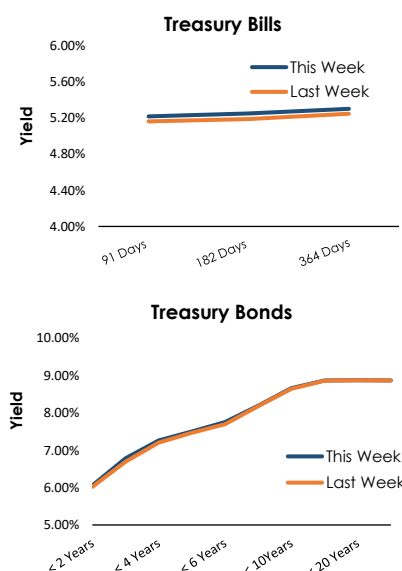 Treasury Bills
6.00%
5.60%
5.20%
4.80%
4.40%
4.00%
Yield
This Week
Last Week
91 Days
182 Days
364 Days
Treasury Bonds
10.00%
9.00%
8.00%
7.00%
6.00%
5.00%
Yield
This Week
Last Week
< 2 Years
< 4 Years
< 6 Years
< 10Years
20 Years